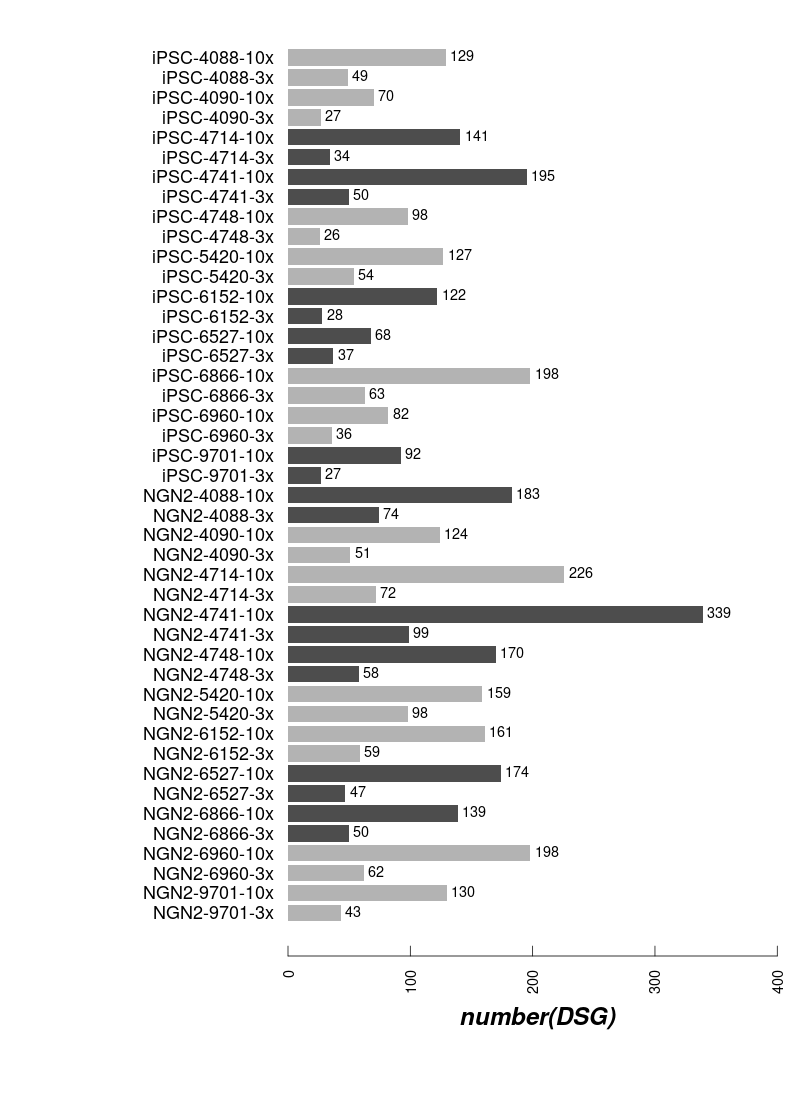 iPSC-4088-10x 129
iPSC-4088-3x 49
iPSC-4090-10x 70
iPSC-4090-3x 27
iPSC-4714-10x 141
iPSC-4714-3x 34
iPSC-4741-10x 195
iPSC-4741-3x 50
iPSC-4748-10x 98
iPSC-4748-3x 26
iPSC-5420-10x 127
iPSC-5420-3x 54
iPSC-6152-10x 122
iPSC-6152-3x 28
iPSC-6527-10x 68
iPSC-6527-3x 37
iPSC-6866-10x 198
iPSC-6866-3x 63
iPSC-6960-10x 82
iPSC-6960-3x 36
iPSC-9701-10x 92
iPSC-9701-3x 27
NGN2-4088-10x 183
NGN2-4088-3x 74
NGN2-4090-10x 124
NGN2-4090-3x 51
NGN2-4714-10x 226
NGN2-4714-3x 72
NGN2-4741-10x 339
NGN2-4741-3x 99
NGN2-4748-10x 170
NGN2-4748-3x 58
NGN2-5420-10x 159
NGN2-5420-3x 98
NGN2-6152-10x 161
NGN2-6152-3x 59
NGN2-6527-10x 174
NGN2-6527-3x 47
NGN2-6866-10x 139
NGN2-6866-3x 50
NGN2-6960-10x 198
NGN2-6960-3x 62
NGN2-9701-10x 130
NGN2-9701-3x 43
0 100 200 300 400
number(DSG)